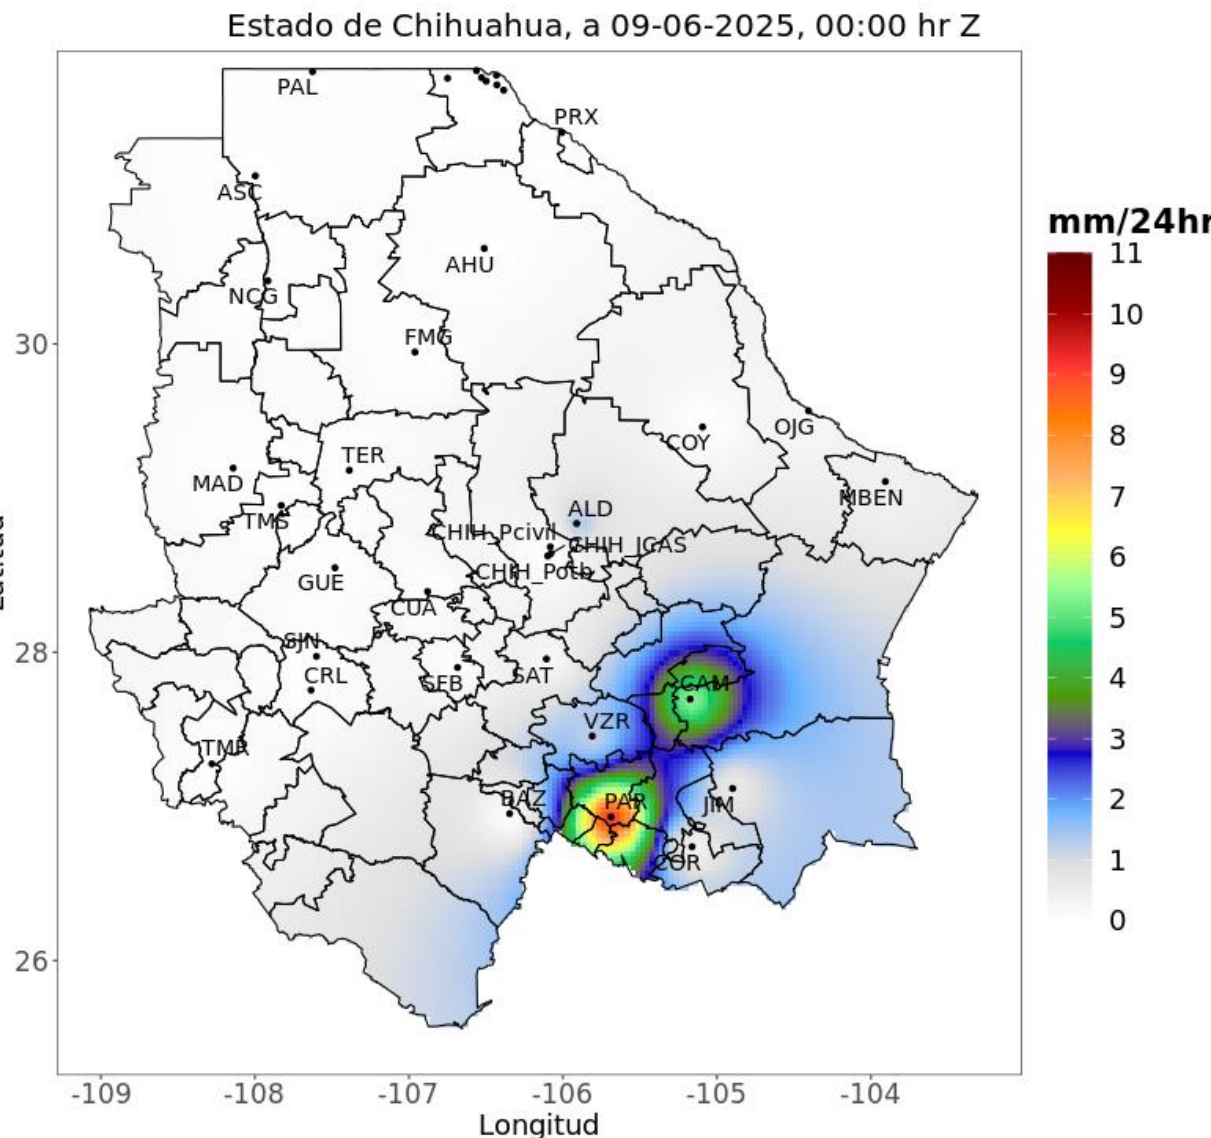 Estado de Chihuahua, a 09-06-2025, 00:00 hr Z
PAL
PRX
ASC
mm/24hr
11
AHU
NCG
10
FMG
30
9
OJG
COY
8
TER
MAD
MBEN
7
ALD
TMS
CHIH_Pcivil
CHIH_JCAS
6
CHIH_Potb
GUE
CUA
5
SJN
28
CRL
SFB
SAT
CAM
4
VZR
TMR
3
BAZ
PAR
JIM
2
COR
1
0
26
-109
-108
-107
-106
-105
-104
Longitud